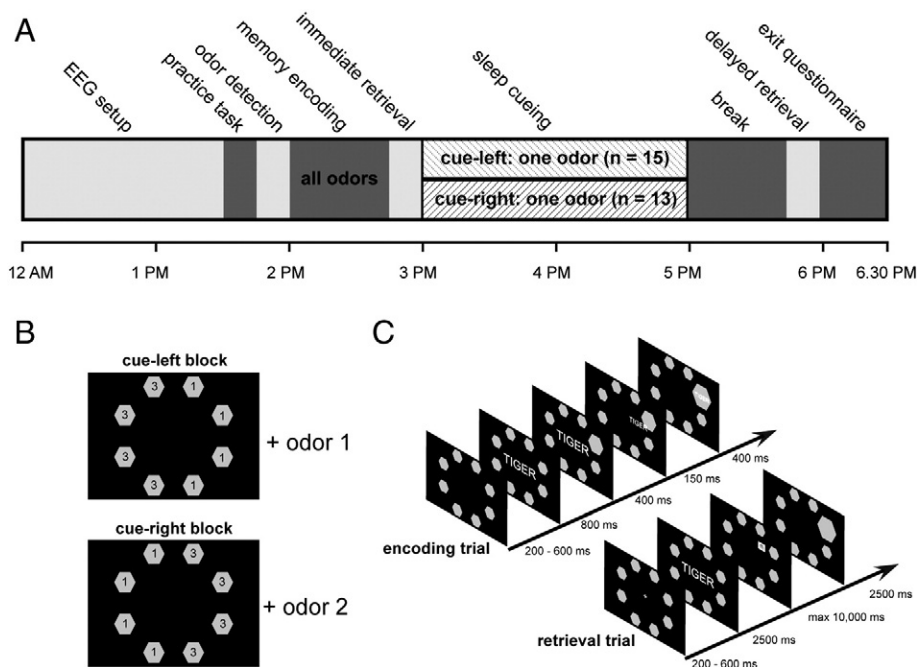 A
EEG setup
practice task
odor detection
memory encoding
immediate retrieval
sleep cueing
break
delayed retrieval
exit questionnaire
all odors
cue-left: one odor (n = 15)
cue-right: one odor (n = 13)
12 AM 1 PM 2 PM 3 PM 4 PM 5 PM 6 PM 6.30 PM
B
cue-left block
3 1
3 1
3 1
3 1
+ odor 1
cue-right block
1 3
1 3
1 3
1 3
+ odor 2
C
TIGER
TIGER
TIGER
400 ms
150 ms
400 ms
800 ms
200 - 600 ms
encoding trial
TIGER
2500 ms
max 10,000 ms
2500 ms
200 - 600 ms
retrieval trial